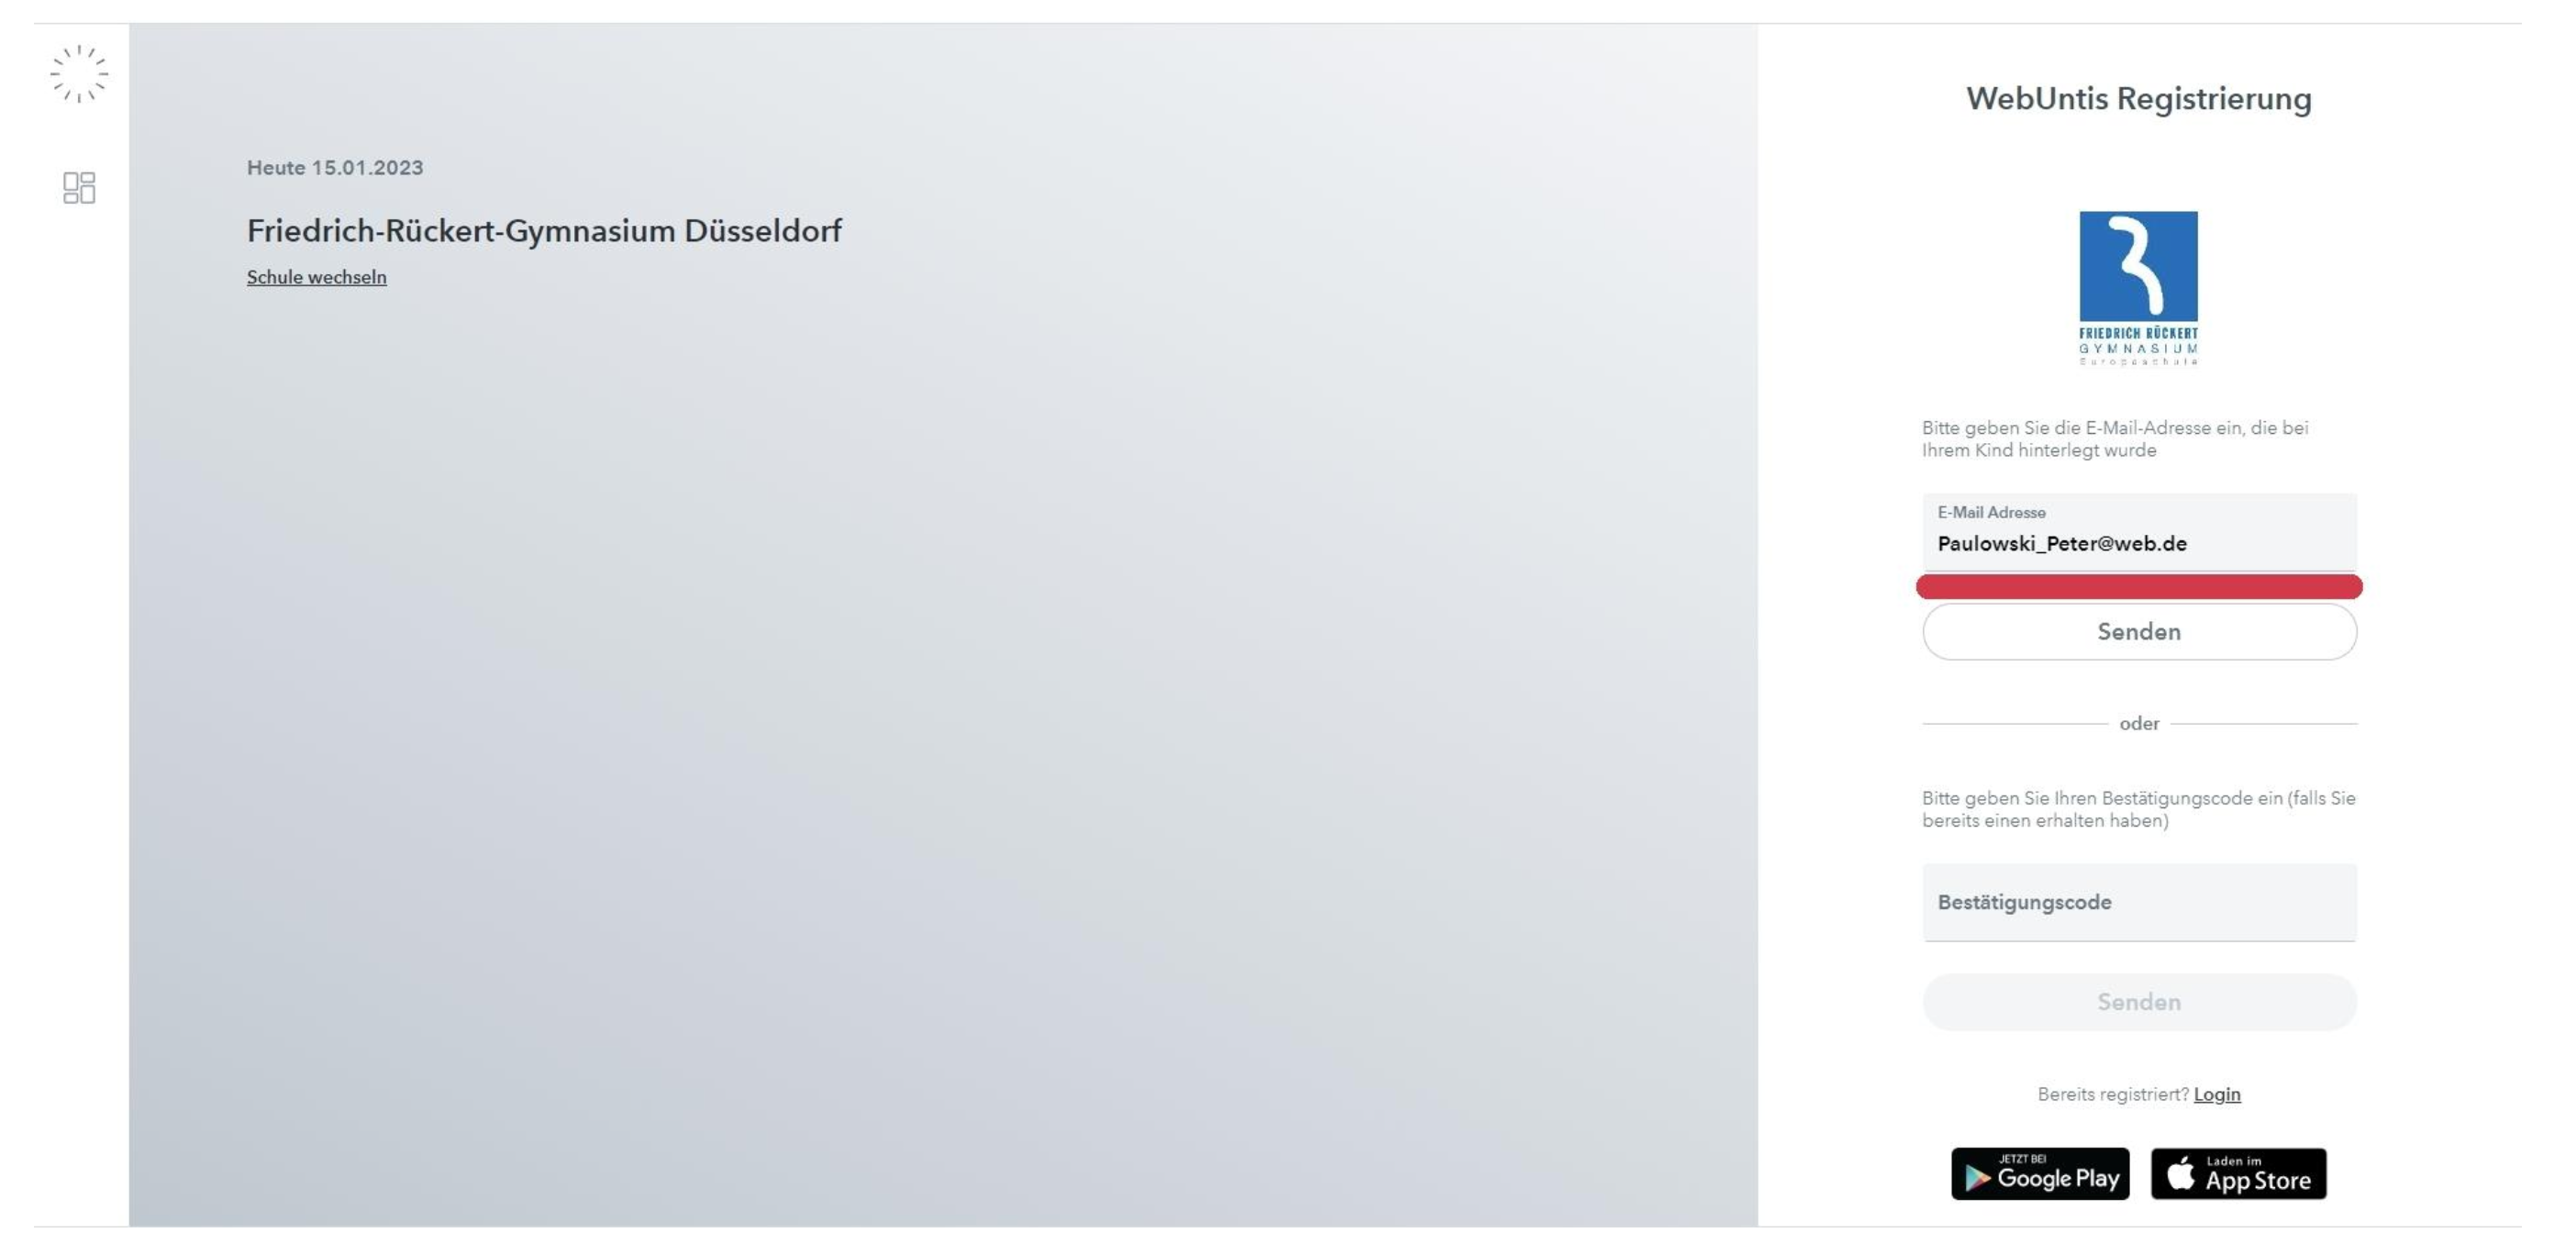 Heute 15.01.2023
Friedrich-Rückert-Gymnasium Düsseldorf
Schule wechseln
WebUntis Registrierung
FRIEDRICH RÜCKERT
GYMNASIUM
Europaschule
Bitte geben Sie die E-Mail-Adresse ein, die bei
Ihrem Kind hinterlegt wurde
E-Mail Adresse
Paulowski_Peter@web.de
Senden
oder
Bitte geben Sie Ihren Bestätigungscode ein (falls Sie
bereits einen erhalten haben)
Bestätigungscode
Senden
Bereits registriert? Login
JETZT BEI
Google Play
Laden im
App Store